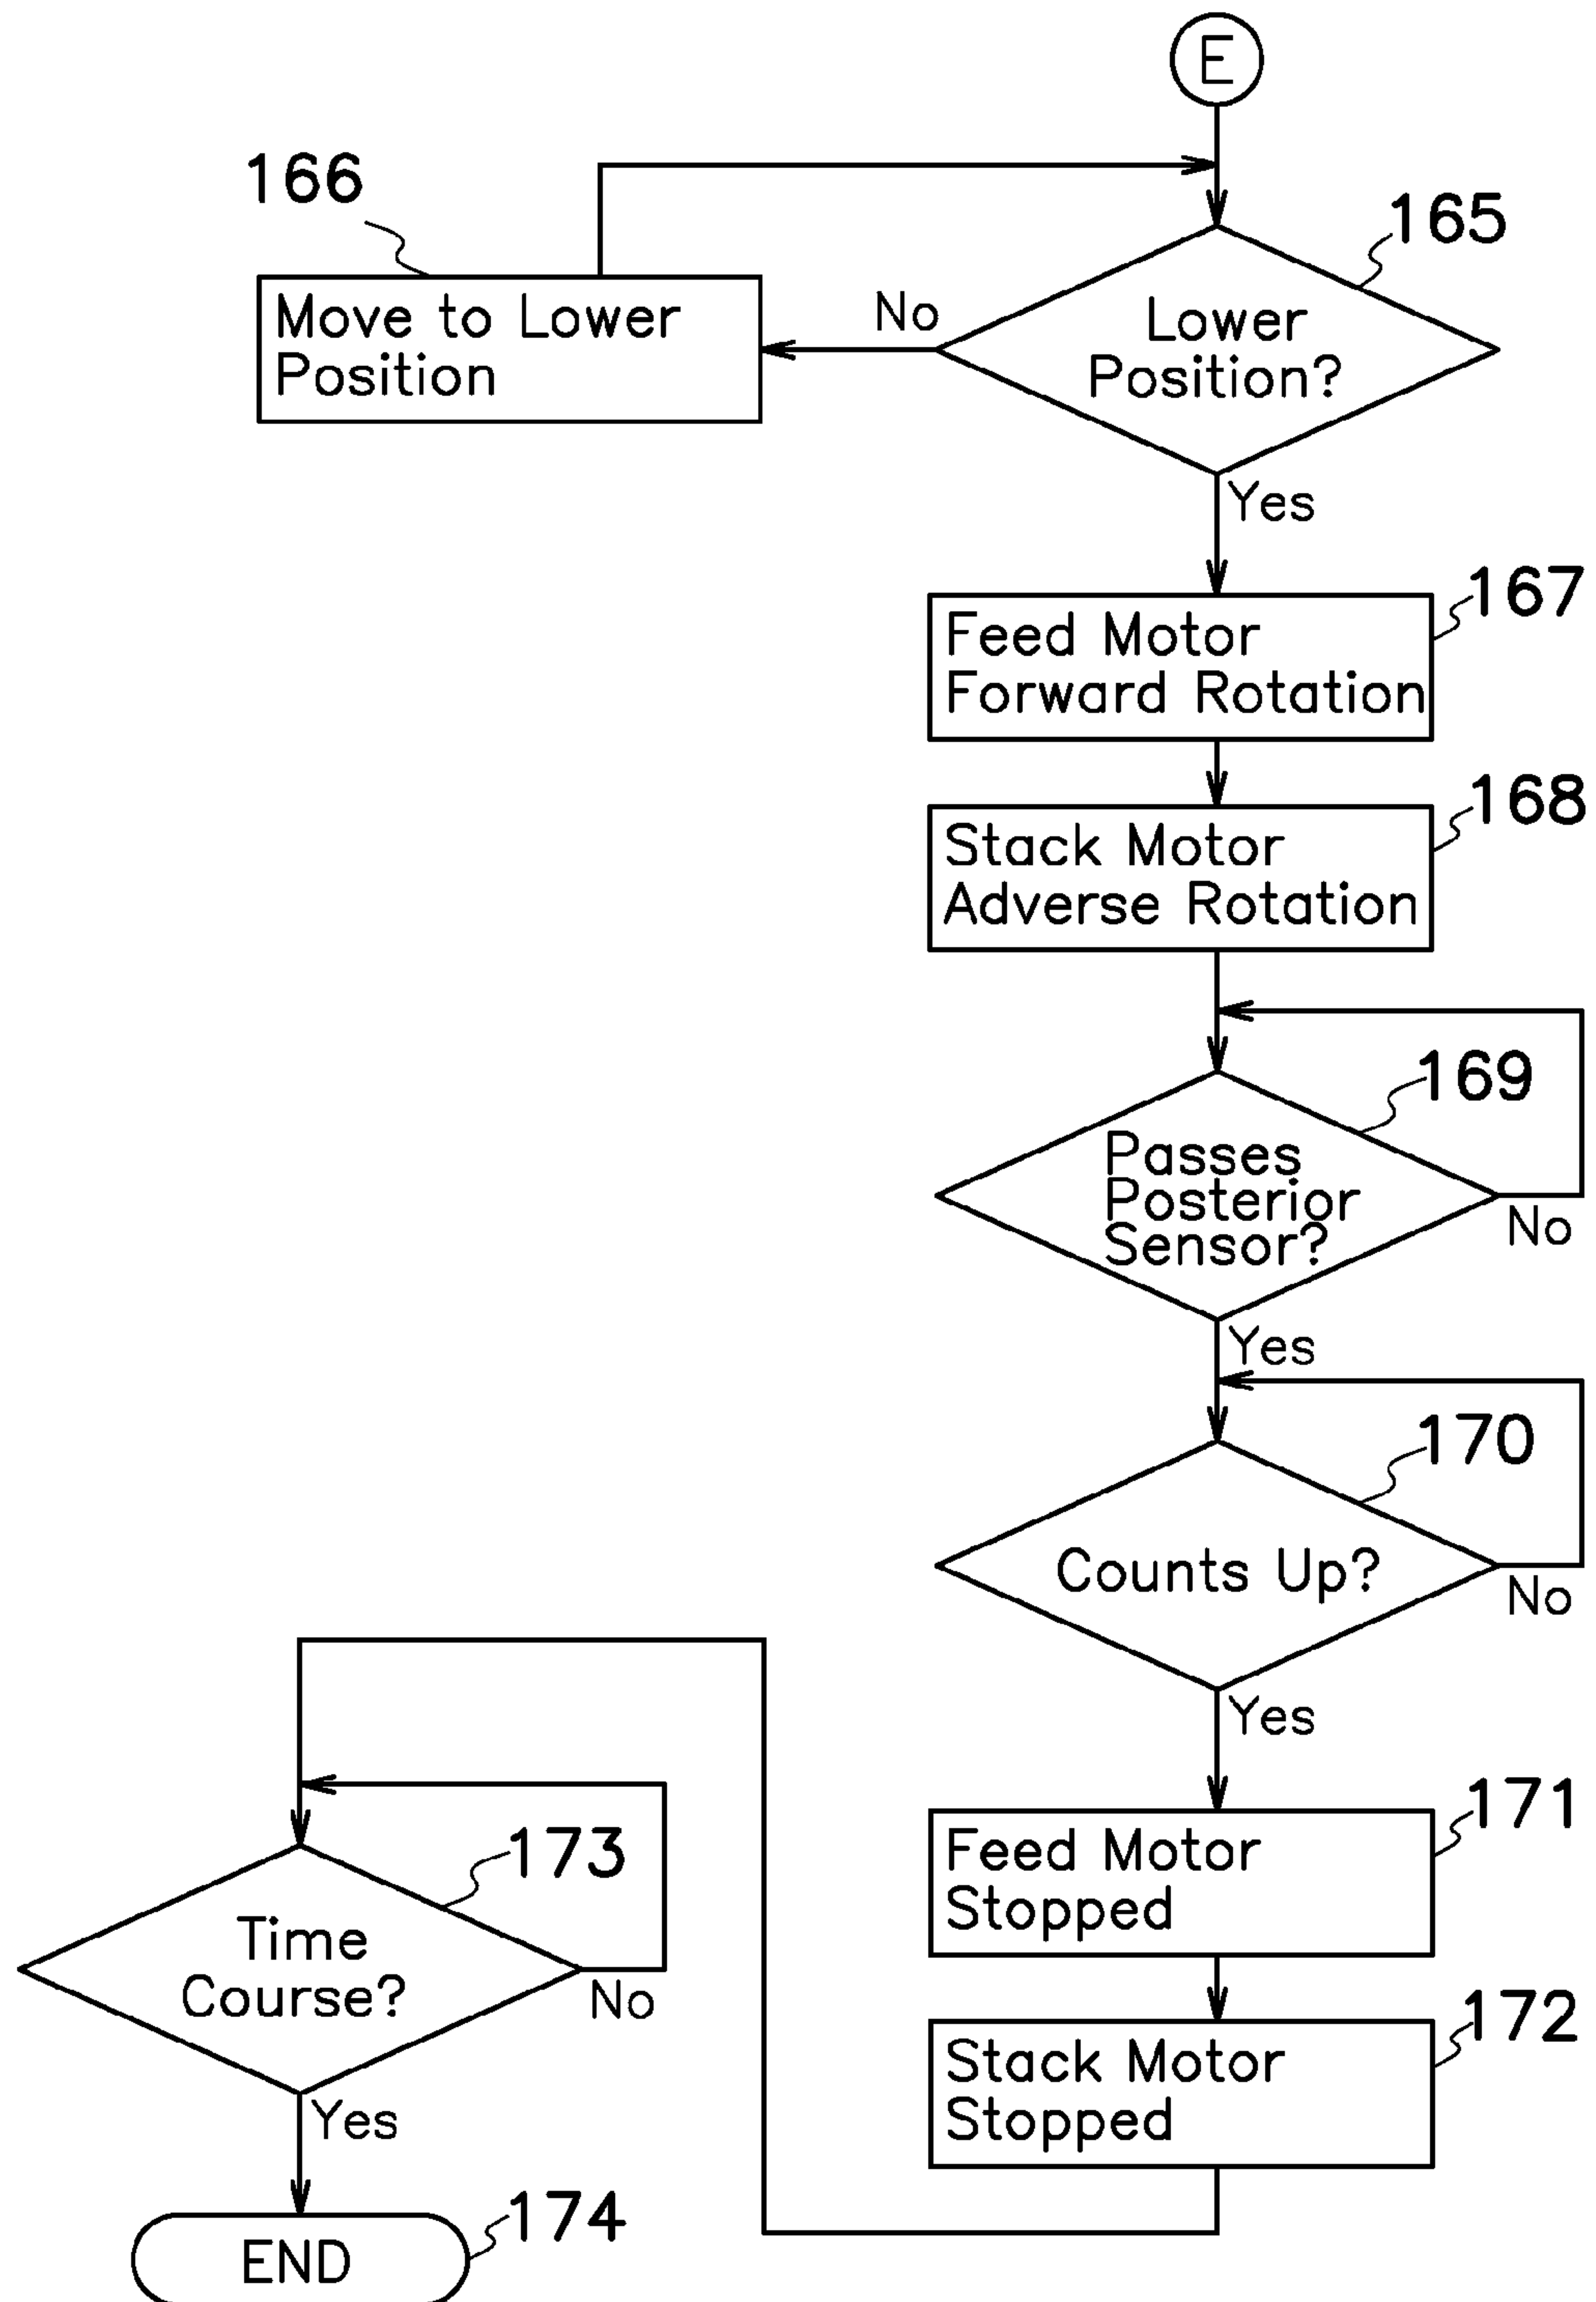 E
166
165
Move to Lower
Position
No
Lower
Position?
Yes
167
Feed Motor
Forward Rotation
168
Stack Motor
Adverse Rotation
169
Passes
Posterior
Sensor?
No
Yes
170
Counts Up?
No
Yes
171
Feed Motor
Stopped
172
Stack Motor
Stopped
173
Time
Course?
No
Yes
174
END